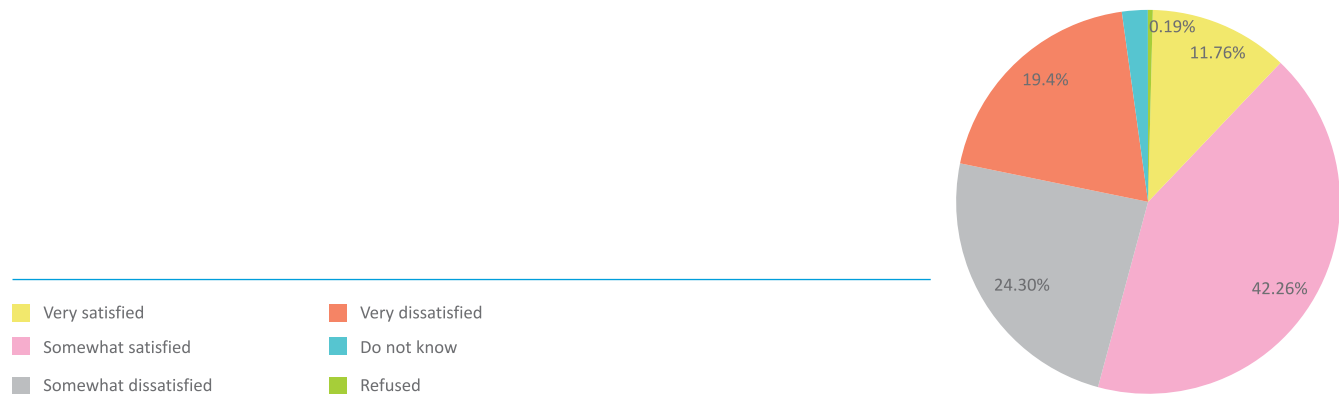 0.19%
11.76%
19.4%
24.30%
42.26%
Very satisfied
Very dissatisfied
Somewhat satisfied
Do not know
Somewhat dissatisfied
Refused